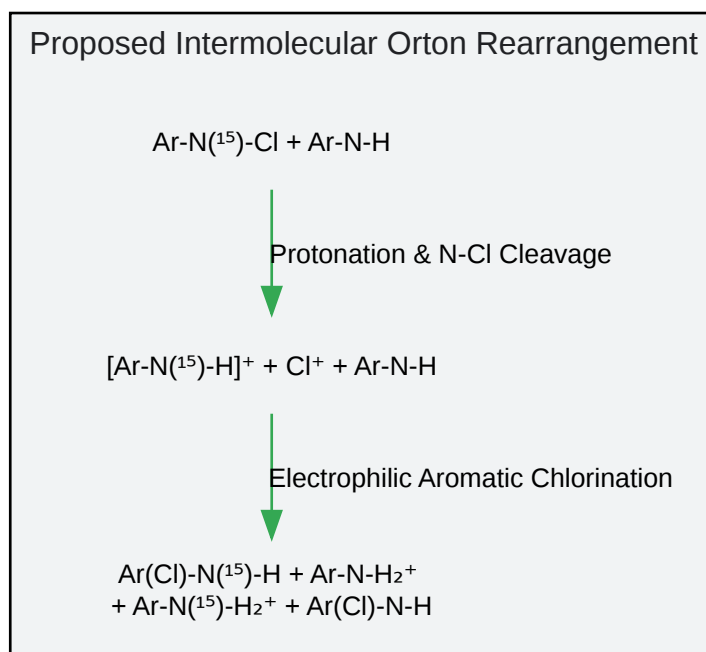 Proposed Intermolecular Orton Rearrangement
Ar-N(¹⁵)-Cl + Ar-N-H
Protonation & N-Cl Cleavage
[Ar-N(¹⁵)-H]⁺ + Cl⁺ + Ar-N-H
Electrophilic Aromatic Chlorination
Ar(Cl)-N(¹⁵)-H + Ar-N-H₂⁺
+ Ar-N(¹⁵)-H₂⁺ + Ar(Cl)-N-H